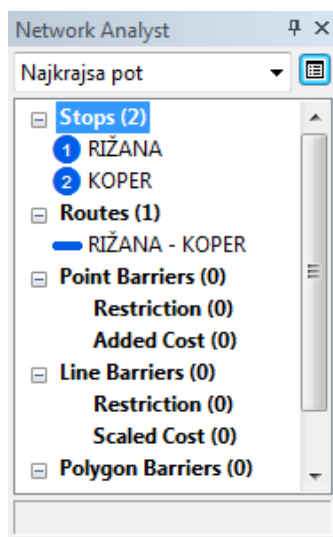 Network Analyst
Najkrajsa pot
Stops (2)
1 RIŽANA
2 KOPER
Routes (1)
RIŽANA - KOPER
Point Barriers (0)
Restriction (0)
Added Cost (0)
Line Barriers (0)
Restriction (0)
Scaled Cost (0)
Polygon Barriers (0)